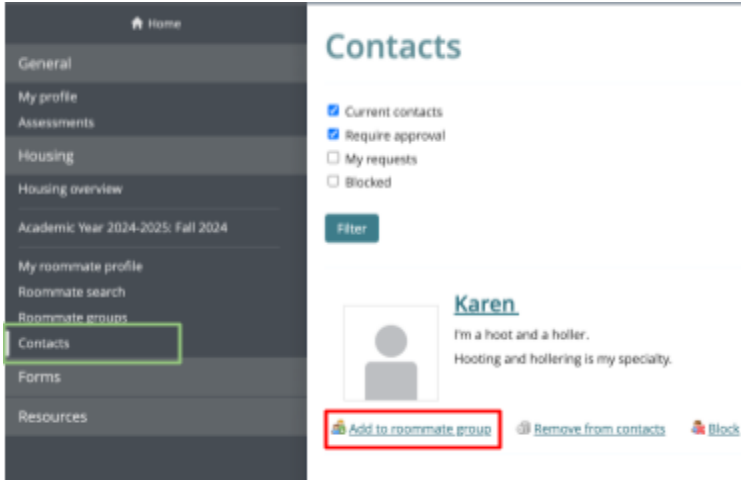 Home
General
My profile
Assessments
Housing
Housing overview
Academic Year 2024-2025: Fall 2024
My roommate profile
Roommate search
Roommate groups
Contacts
Forms
Resources
Contacts
Current contacts
Require approval
My requests
Blocked
Filter
Karen
I'm a hoot and a holler.
Hooting and hollering is my specialty.
Add to roommate group Remove from contacts Block